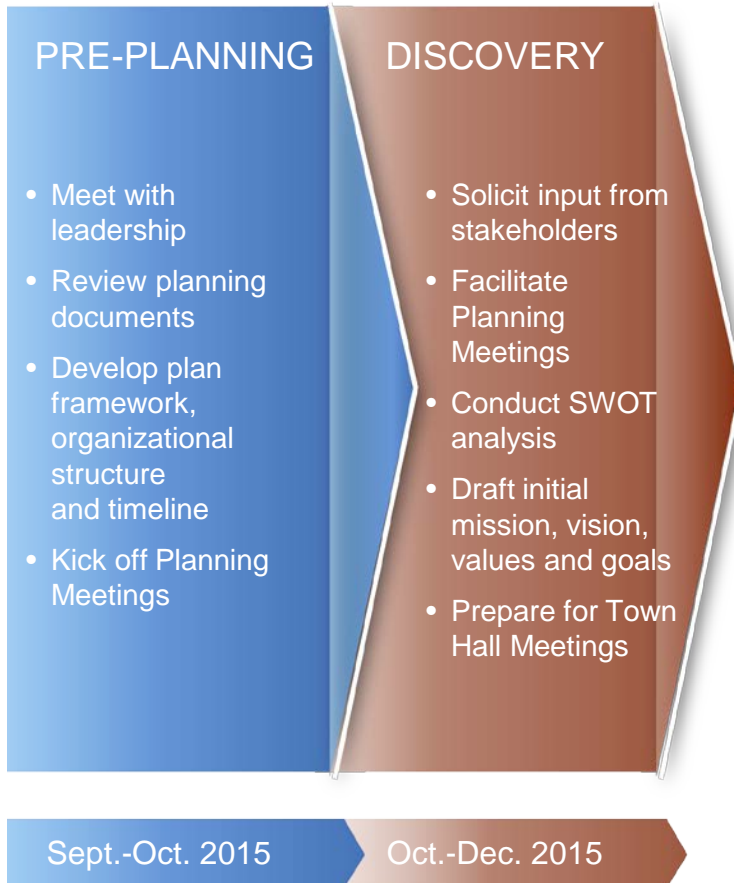 PRE-PLANNING
• Meet with
leadership
• Review planning
documents
• Develop plan
framework,
organizational
structure
and timeline
• Kick off Planning
Meetings
DISCOVERY
• Solicit input from
stakeholders
• Facilitate
Planning
Meetings
• Conduct SWOT
analysis
• Draft initial
mission, vision,
values and goals
• Prepare for Town
Hall Meetings
Sept.-Oct. 2015
Oct.-Dec. 2015